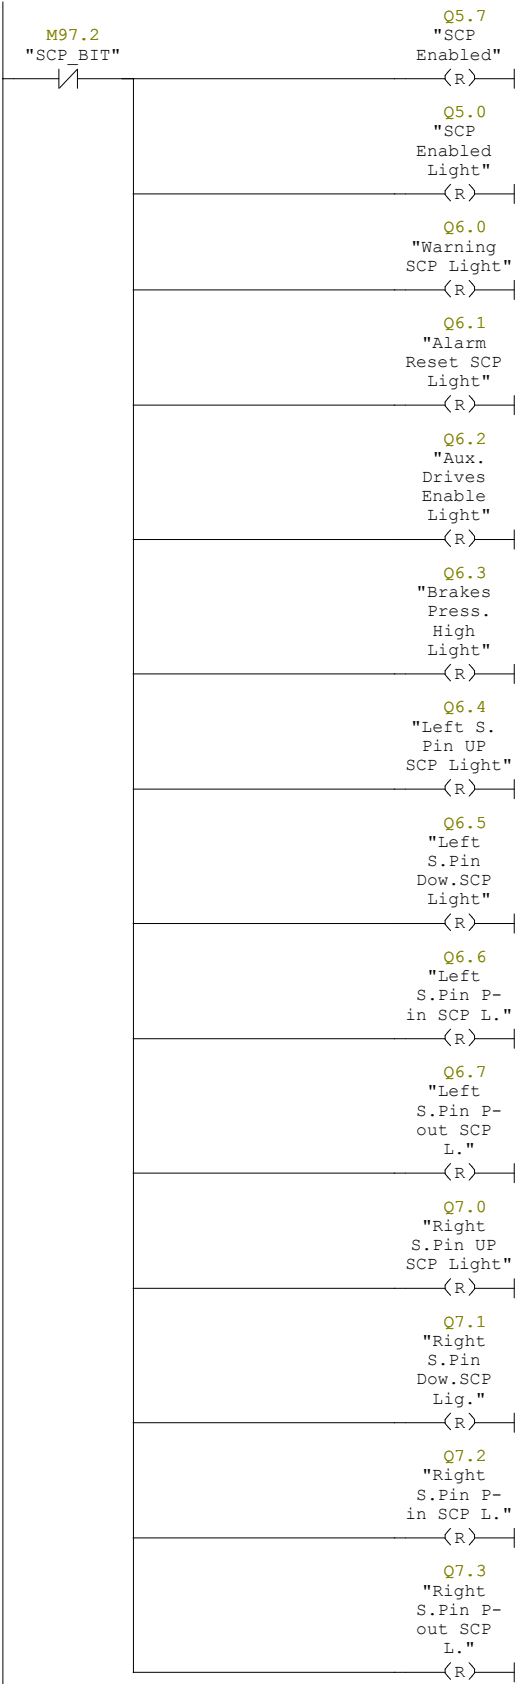 Q5.7
M97.2
"SCP
"SCP_BIT"
Enabled"
R
Q5.0
"SCP
Enabled
Light"
R
Q6.0
"Warning
SCP Light"
R
Q6.1
"Alarm
Reset SCP
Light"
R
Q6.2
"Aux.
Drives
Enable
Light"
R
Q6.3
"Brakes
Press.
High
Light"
R
Q6.4
"Left S.
Pin UP
SCP Light"
R
Q6.5
"Left
S.Pin
Dow.SCP
Light"
R
Q6.6
"Left
S.Pin P-
in SCP L."
R
Q6.7
"Left
S.Pin P-
out SCP
L."
R
Q7.0
"Right
S.Pin UP
SCP Light"
R
Q7.1
"Right
S.Pin
Dow.SCP
Lig."
R
Q7.2
"Right
S.Pin P-
in SCP L."
R
Q7.3
"Right
S.Pin P-
out SCP
L."
R